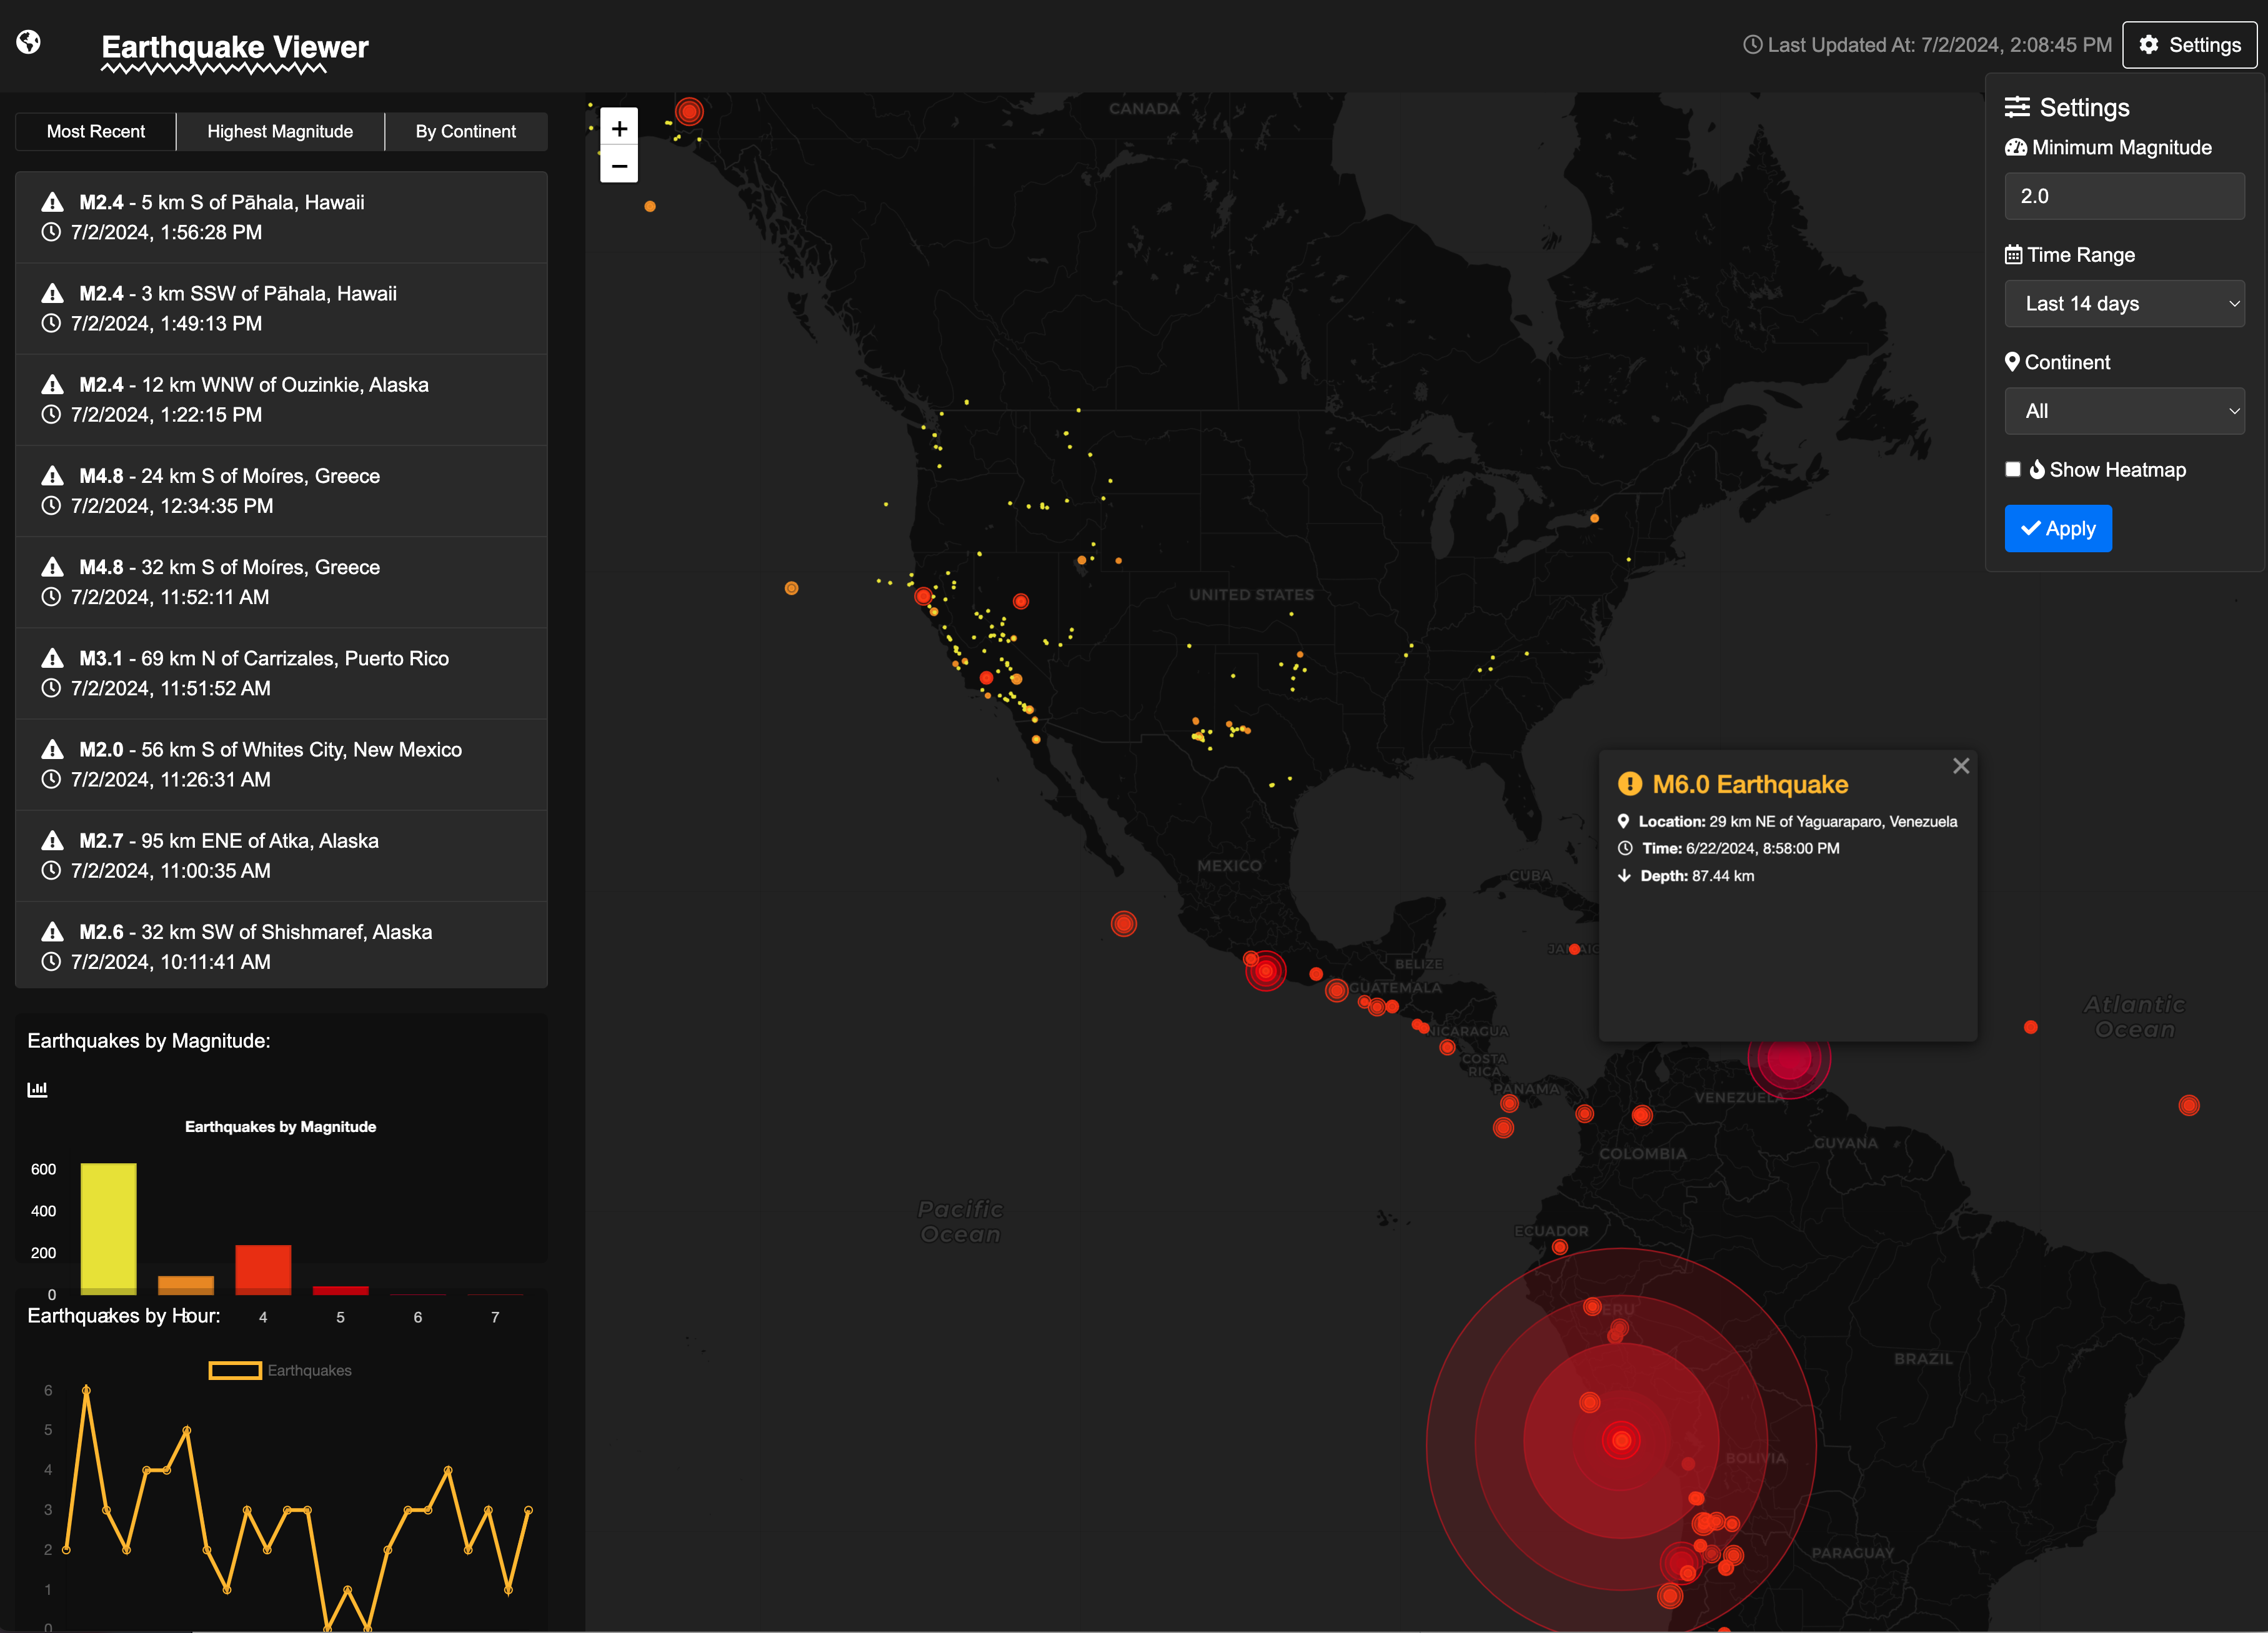 Earthquake Viewer
Last Updated At: 7/2/2024, 2:08:45 PM
Settings
Most Recent
Highest Magnitude
By Continent
M2.4 - 5 km S of Pāhala, Hawaii
7/2/2024, 1:56:28 PM
M2.4 - 3 km SSW of Pāhala, Hawaii
7/2/2024, 1:49:13 PM
M2.4 - 12 km WNW of Ouzinkie, Alaska
7/2/2024, 1:22:15 PM
M4.8 - 24 km S of Moíres, Greece
7/2/2024, 12:34:35 PM
M4.8 - 32 km S of Moíres, Greece
7/2/2024, 11:52:11 AM
M3.1 - 69 km N of Carrizales, Puerto Rico
7/2/2024, 11:51:52 AM
M2.0 - 56 km S of Whites City, New Mexico
7/2/2024, 11:26:31 AM
M2.7 - 95 km ENE of Atka, Alaska
7/2/2024, 11:00:35 AM
M2.6 - 32 km SW of Shishmaref, Alaska
7/2/2024, 10:11:41 AM
Earthquakes by Magnitude:
Earthquakes by Magnitude
600
400
200
0
4
5
6
7
Earthquakes by Hour:
Earthquakes
6
5
4
3
2
1
0
+
−
CANADA
UNITED STATES
MEXICO
CUBA
BELIZE
GUATEMALA
NICARAGUA
COSTA
RICA
PANAMA
VENEZUELA
GUYANA
COLOMBIA
ECUADOR
BRAZIL
BOLIVIA
PARAGUAY
Pacific
Ocean
Atlantic
Ocean
M6.0 Earthquake
Location: 29 km NE of Yaguaraparo, Venezuela
Time: 6/22/2024, 8:58:00 PM
Depth: 87.44 km
Settings
Minimum Magnitude
2.0
Time Range
Last 14 days
Continent
All
Show Heatmap
Apply